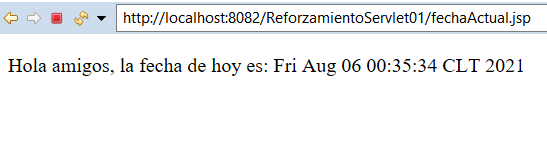 http://localhost:8082/ReforzamientoServlet01/fechaActual.jsp
Hola amigos, la fecha de hoy es: Fri Aug 06 00:35:34 CLT 2021